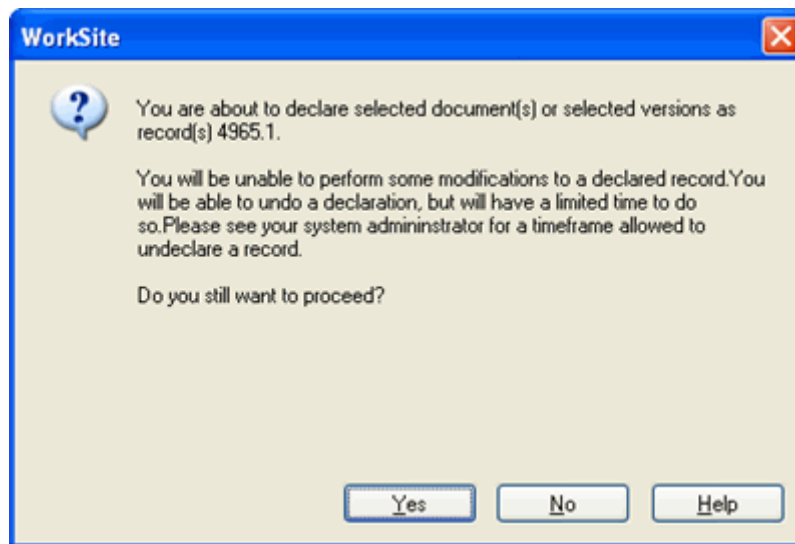 WorkSite
You are about to declare selected document(s) or selected versions as
record(s) 4965.1.
You will be unable to perform some modifications to a declared record.You
will be able to undo a declaration, but will have a limited time to do
so.Please see your system admininstrator for a timeframe allowed to
undeclare a record.
Do you still want to proceed?
Yes No Help